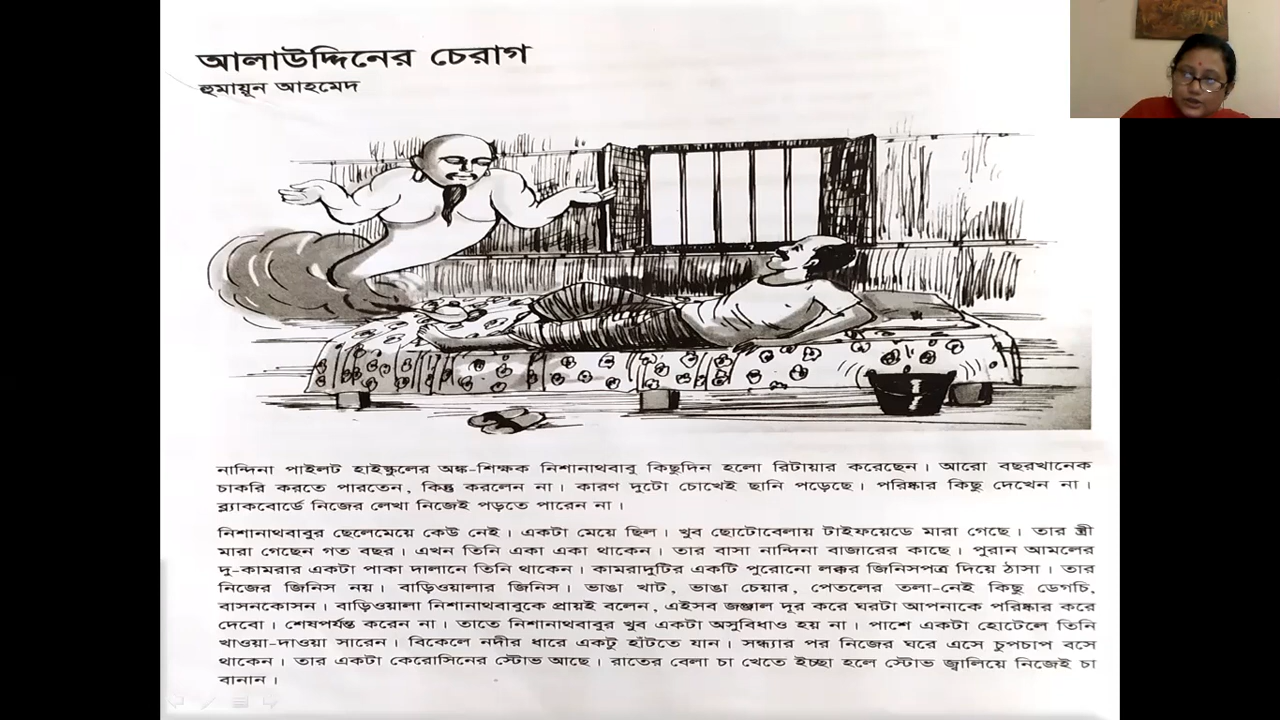 আলাউদ্দিনের চেরাগ
হুমায়ূন আহমেদ
নান্দিনা পাইলট হাইস্কুলের অঙ্ক-শিক্ষক নিশানাথবাবু কিছুদিন হলো রিটায়ার করেছেন। আরো বছরখানেক
চাকরি করতে পারতেন, কিন্তু করলেন না। কারণ দুটো চোখেই ছানি পড়েছে। পরিষ্কার কিছু দেখেন না।
ব্ল্যাকবোর্ডে নিজের লেখা নিজেই পড়তে পারেন না।
নিশানাথবাবুর ছেলেমেয়ে কেউ নেই। একটা মেয়ে ছিল। খুব ছোটোবেলায় টাইফয়েডে মারা গেছে। তার স্ত্রী
মারা গেছেন গত বছর। এখন তিনি একা একা থাকেন। তার বাসা নান্দিনা বাজারের কাছে। পুরান আমলের
দু-কামরার একটা পাকা দালানে তিনি থাকেন। কামরাদুটির একটি পুরোনো লক্কর জিনিসপত্র দিয়ে ঠাসা। তার
নিজের জিনিস নয়। বাড়িওয়ালার জিনিস। ভাঙা খাট, ভাঙা চেয়ার, পেতলের তলা-নেই কিছু ডেগচি,
বাসনকোসন। বাড়িওয়ালা নিশানাথবাবুকে প্রায়ই বলেন, এইসব জঞ্জাল দূর করে ঘরটা আপনাকে পরিষ্কার করে
দেবো। শেষপর্যন্ত করেন না। তাতে নিশানাথবাবুর খুব একটা অসুবিধাও হয় না। পাশে একটা হোটেলে তিনি
খাওয়া-দাওয়া সারেন। বিকেলে নদীর ধারে একটু হাঁটতে যান। সন্ধ্যার পর নিজের ঘরে এসে চুপচাপ বসে
থাকেন। তার একটা কেরোসিনের স্টোভ আছে। রাতের বেলা চা খেতে ইচ্ছা হলে স্টোভ জ্বালিয়ে নিজেই চা
বানান।